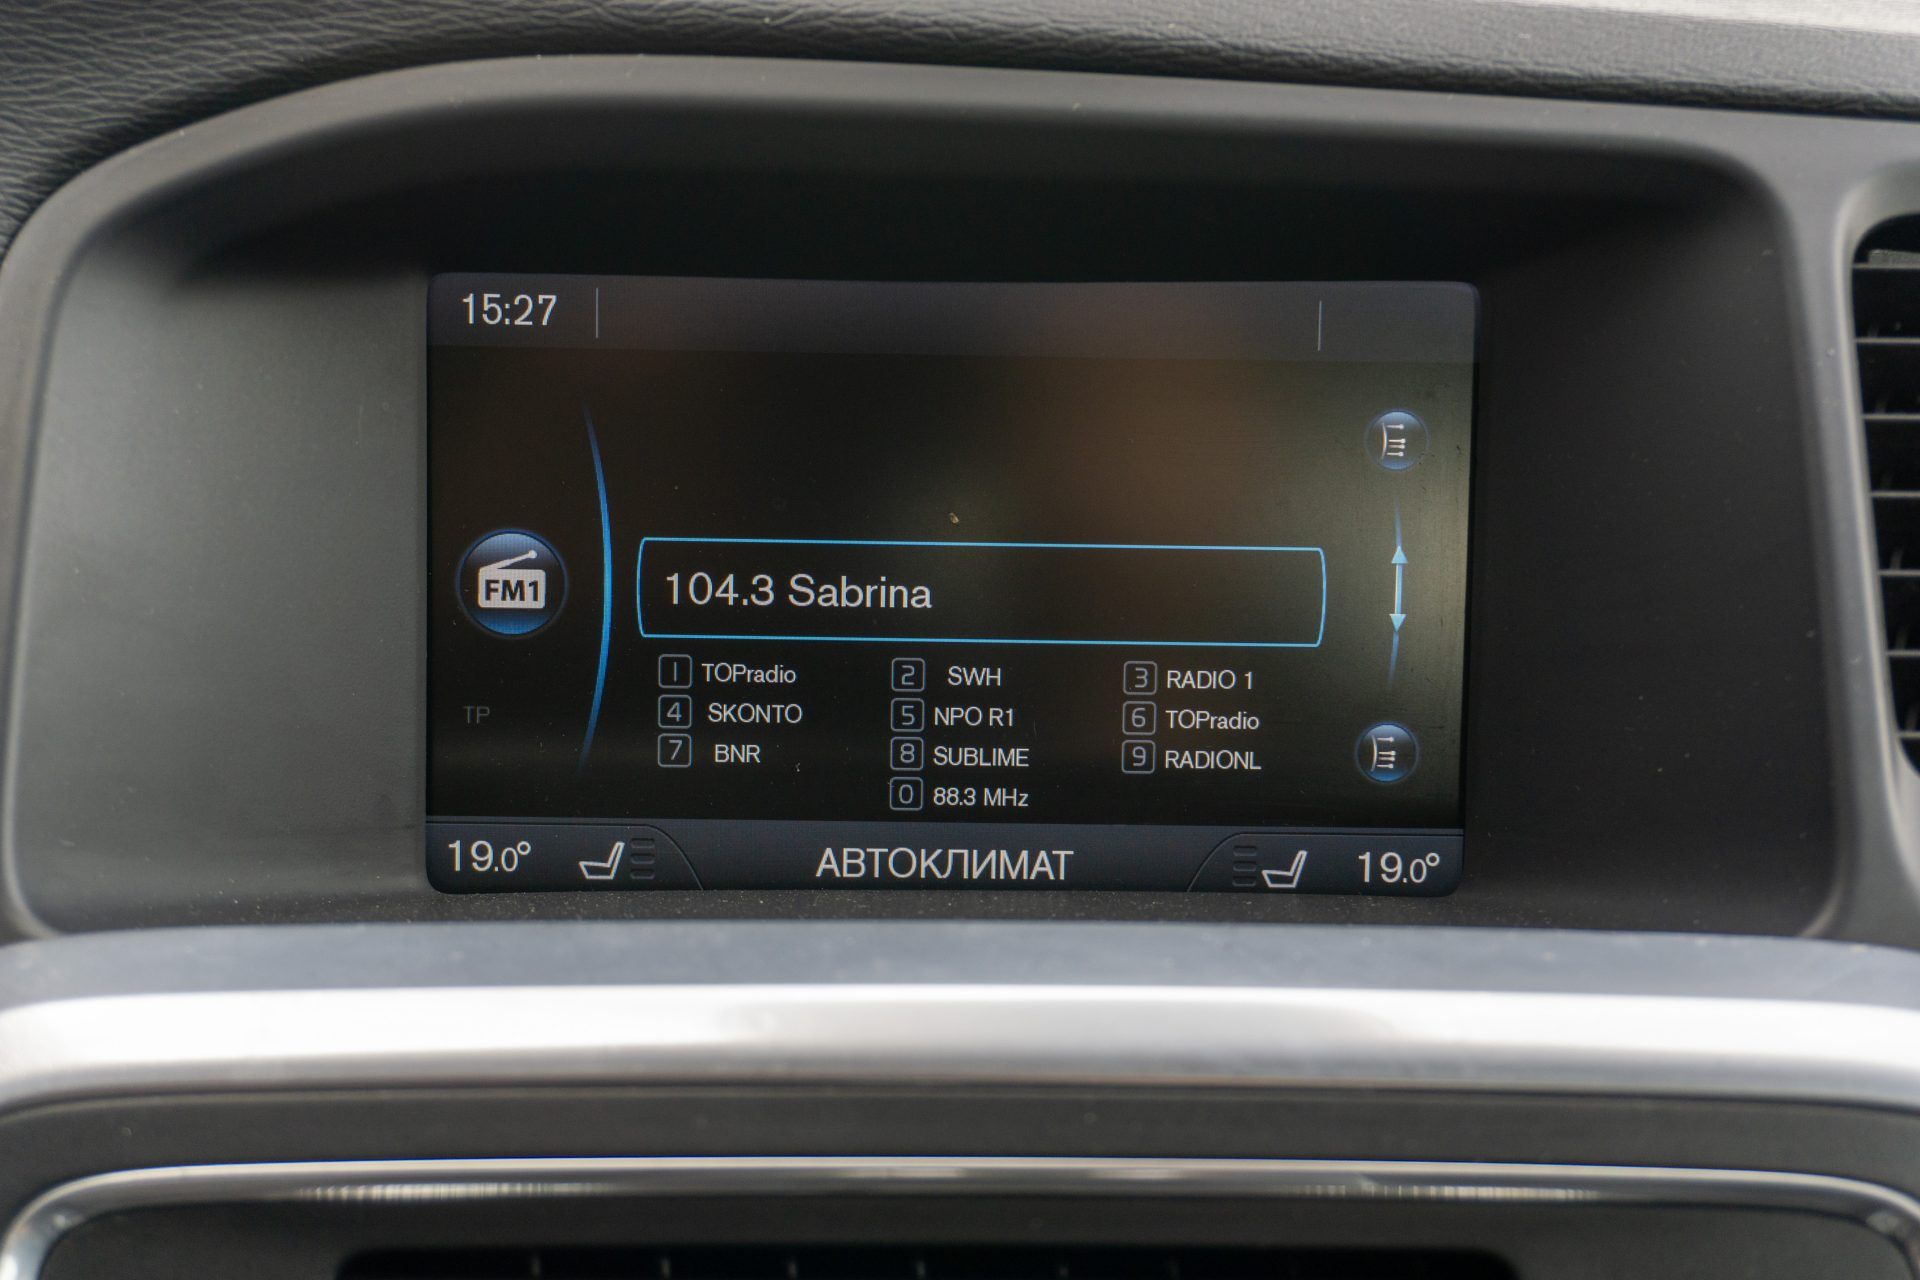 15:27
FM1
104.3 Sabrina
1 TOPradio 2 SWH 3 RADIO 1
TP
4 SKONTO 5 NPO R1 6 TOPradio
7 BNR 8 SUBLIME 9 RADIONL
0 88.3 MHz
19.0° АВТОКЛИМАТ 19.0°